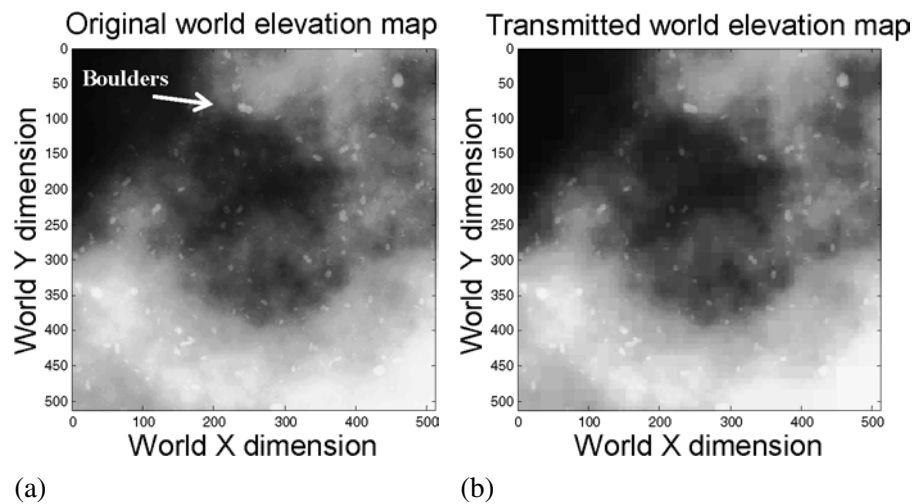 Original world elevation map
Boulders
World Y dimension
0
50
100
150
200
250
300
350
400
450
500
0 100 200 300 400 500
World X dimension
(a)
Transmitted world elevation map
World Y dimension
0
50
100
150
200
250
300
350
400
450
500
0 100 200 300 400 500
World X dimension
(b)